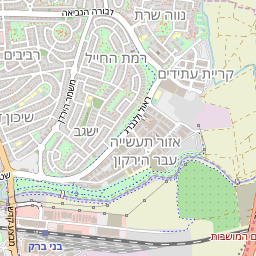 לבורה הנביאה
נווה שרת
רביבים
רמת החייל
קריית עתידים
משמר הירדן
ראול ולנברג
שיכון ד
ישגב
אזור תעשייה
עבר הירקון
בני ברק
ם המושבות